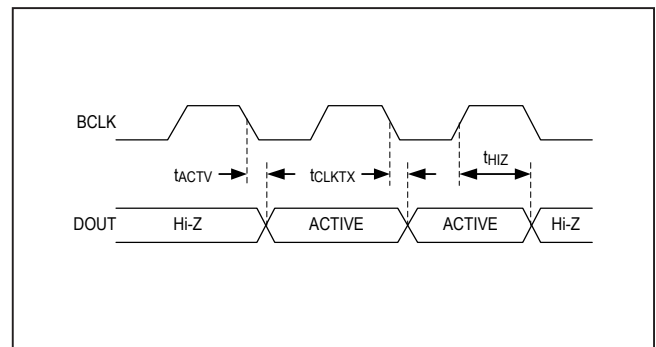 BCLK
tACTV
tCLKTX
tHIZ
DOUT
Hi-Z
ACTIVE
ACTIVE
Hi-Z